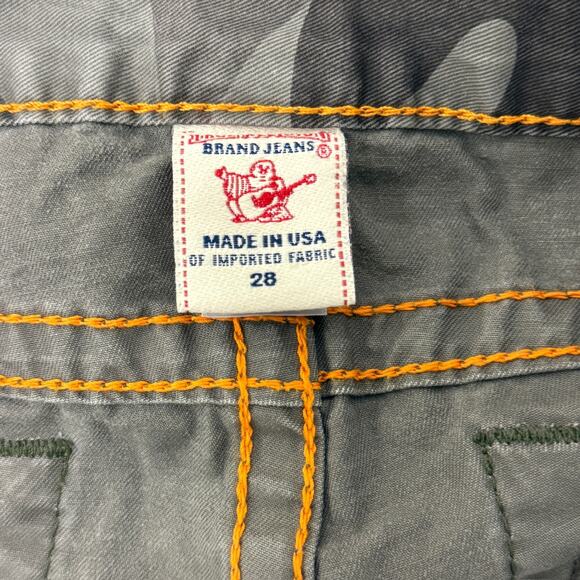 BRAND JEANS ®
MADE IN USA
OF IMPORTED FABRIC
28